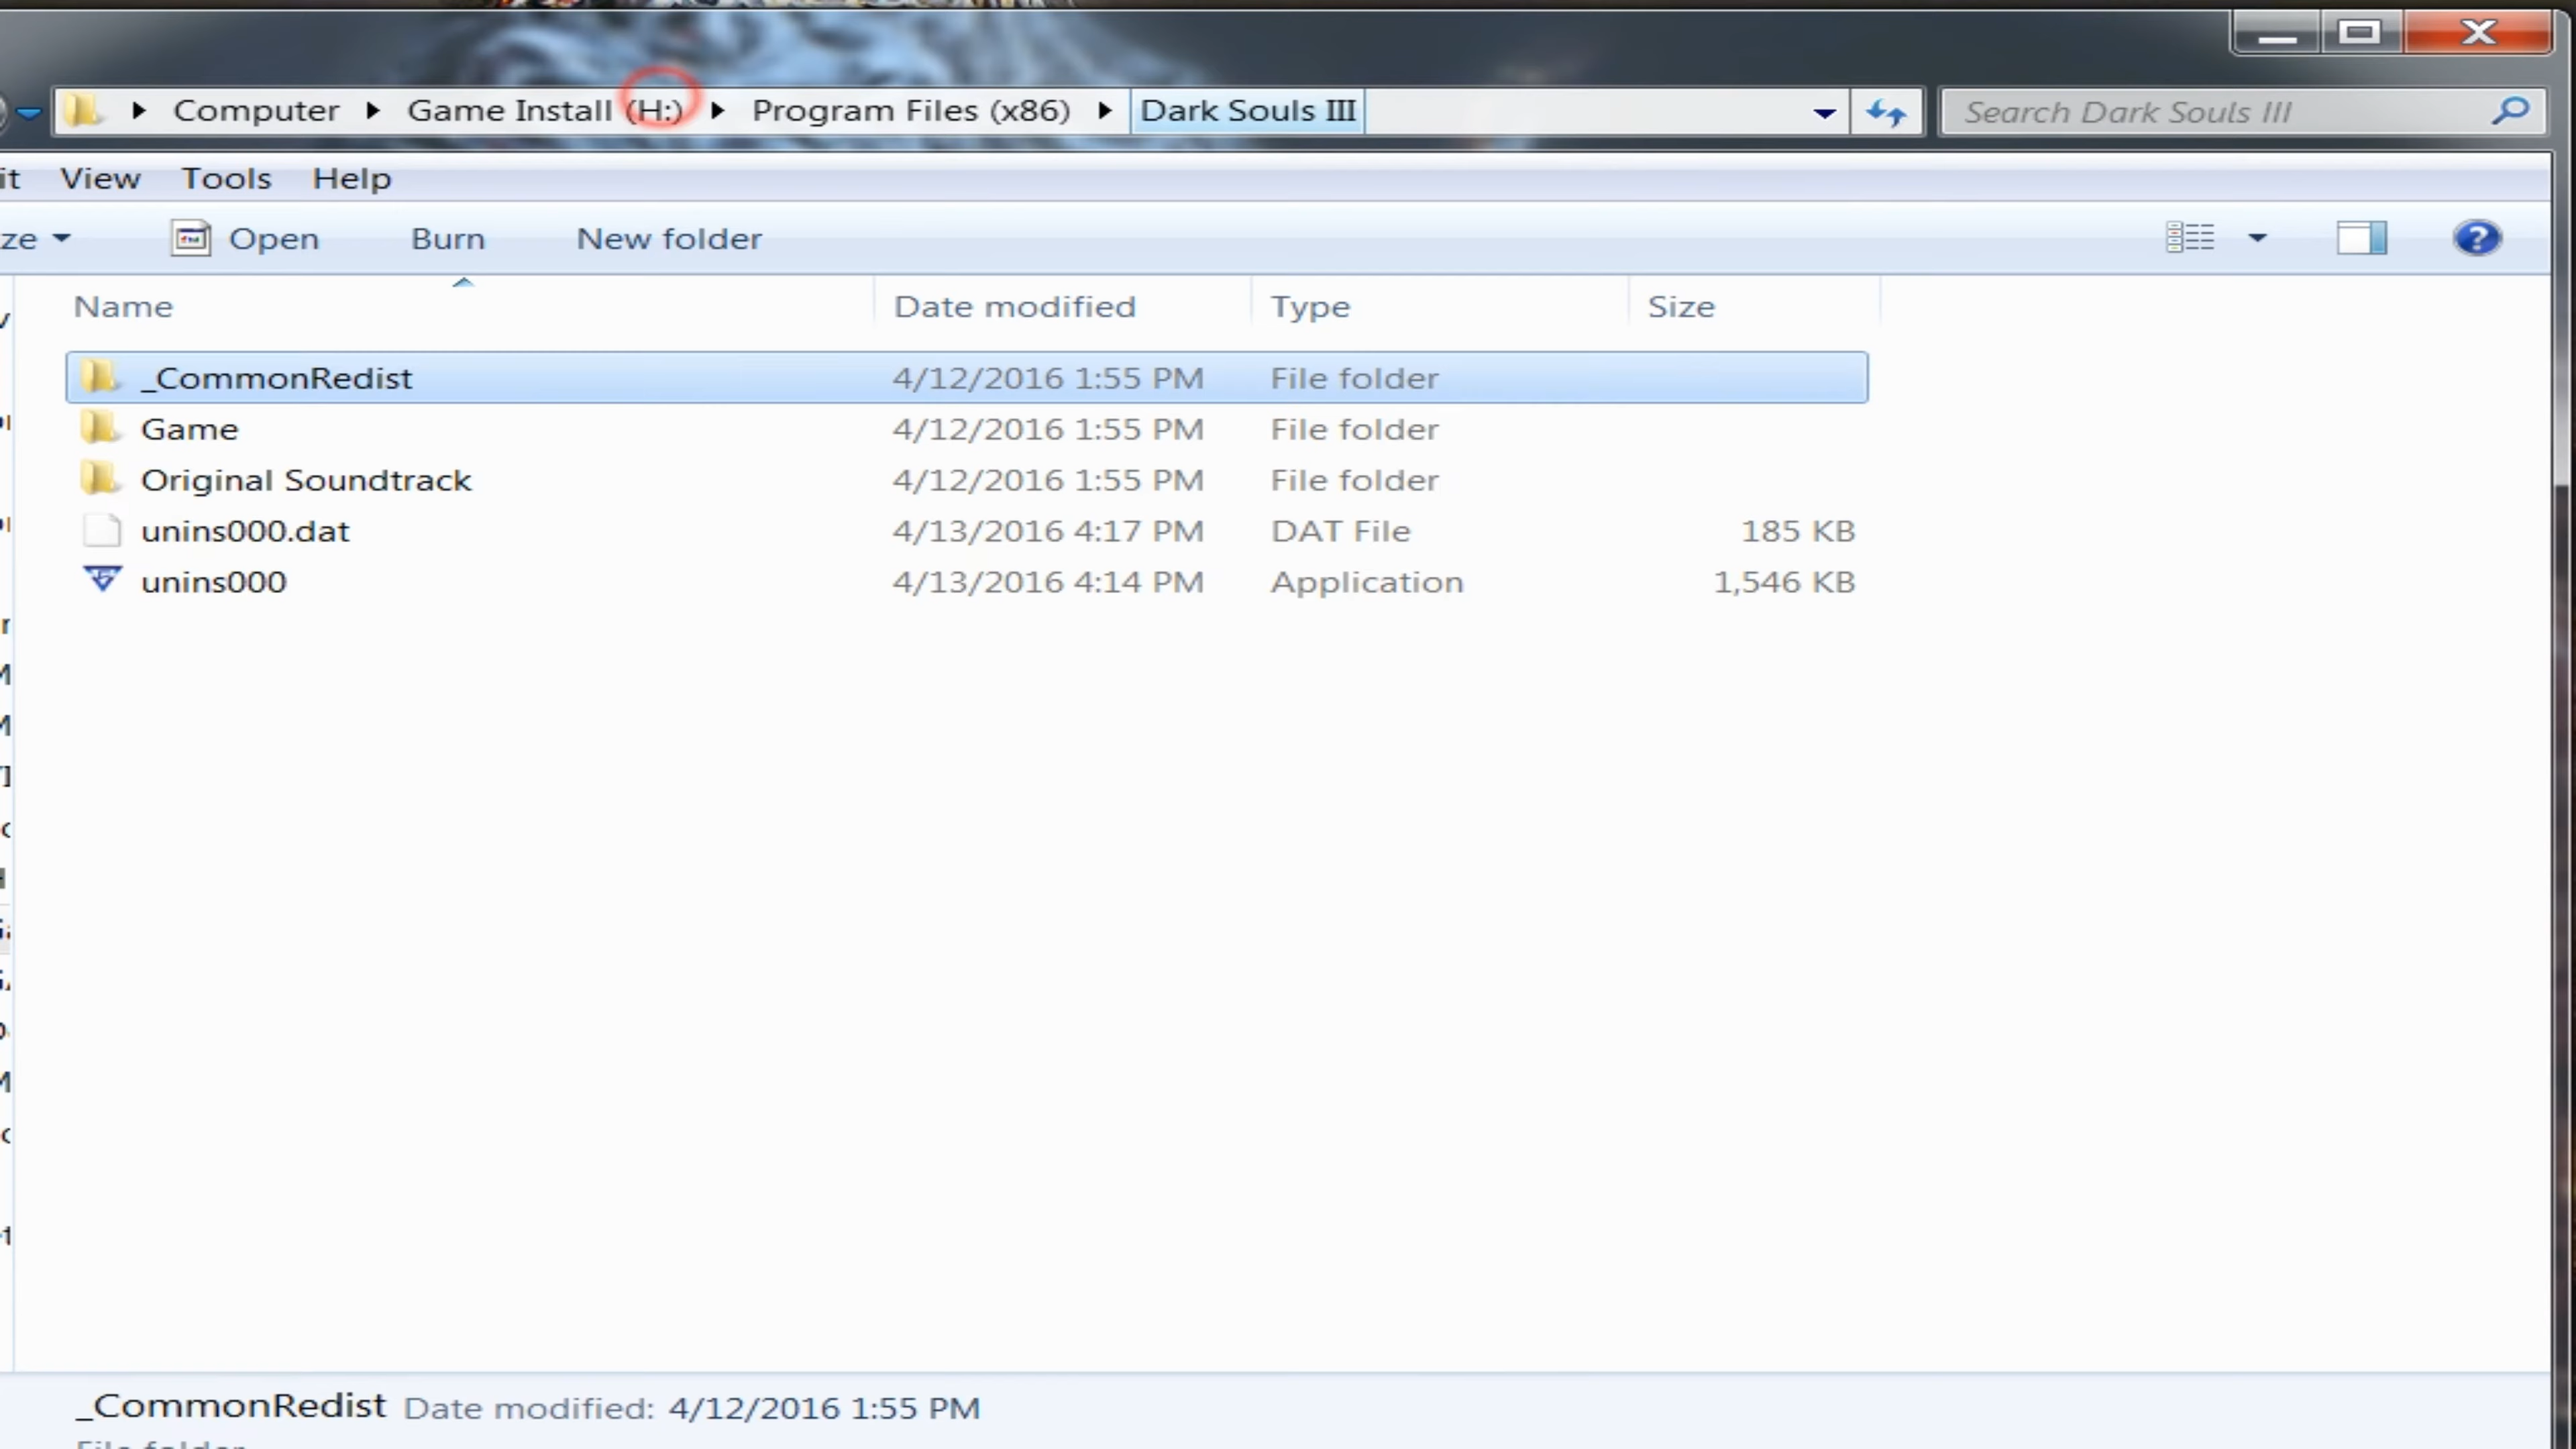 Computer Game Install (H:) Program Files (x86) Dark Souls III Search Dark Souls III
View Tools Help
Open Burn New folder
Name Date modified Type Size
_CommonRedist 4/12/2016 1:55 PM File folder
Game 4/12/2016 1:55 PM File folder
Original Soundtrack 4/12/2016 1:55 PM File folder
unins000.dat 4/13/2016 4:17 PM DAT File 185 KB
unins000 4/13/2016 4:14 PM Application 1,546 KB
_CommonRedist Date modified: 4/12/2016 1:55 PM
File folder